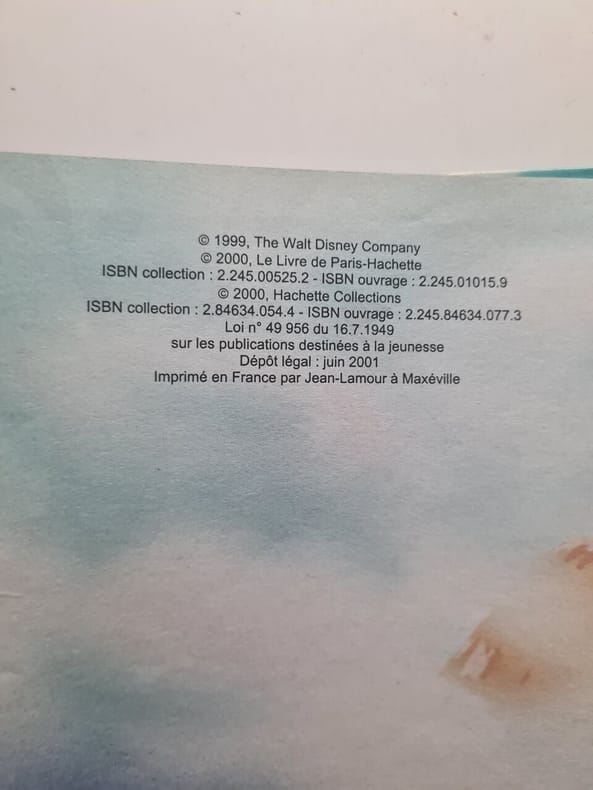 © 1999, The Walt Disney Company
© 2000, Le Livre de Paris-Hachette
ISBN collection : 2.245.00525.2 - ISBN ouvrage : 2.245.01015.9
© 2000, Hachette Collections
ISBN collection : 2.84634.054.4 - ISBN ouvrage : 2.245.84634.077.3
Loi n° 49 956 du 16.7.1949
sur les publications destinées à la jeunesse
Dépôt légal : juin 2001
Imprimé en France par Jean-Lamour à Maxéville